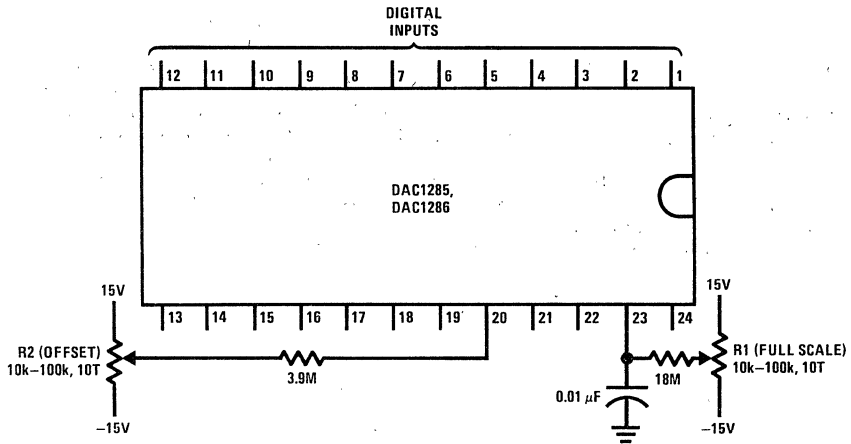 DIGITAL
INPUTS
12 11 10 9 8 7 6 5 4 3 2 1
DAC1285,
DAC1286
13 14 15 16 17 18 19 20 21 22 23 24
15V
R2 (OFFSET)
10k–100k, 10T
–15V
3.9M
0.01 μF
18M
15V
R1 (FULL SCALE)
10k–100k, 10T
–15V